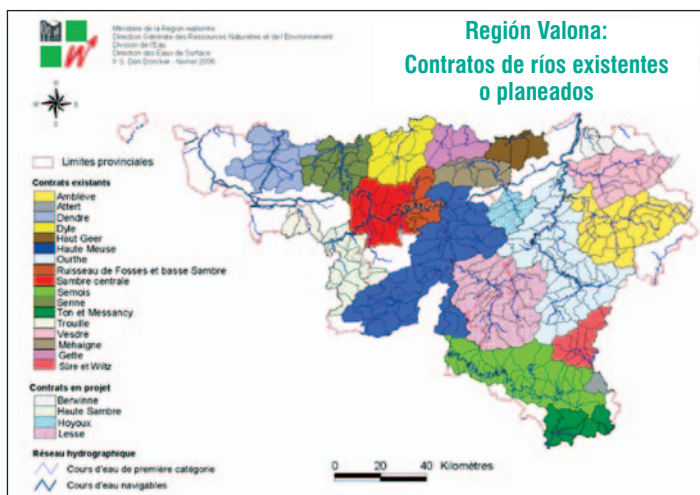 Ministère de la Région wallonne
Direction Générale des Ressources Naturelles et de l'Environnement
Division de l'Eau
Direction des Eaux de Surface
© S. Den Doncker - février 2006
Región Valona:
Contratos de ríos existentes
o planeados
Limites provinciales
Contrats existants
Amblève
Attert
Dendre
Dyle
Haut Geer
Haute Meuse
Ourthe
Ruisseau de Fosses et basse Sambre
Sambre centrale
Semois
Senne
Ton et Messancy
Trouille
Vesdre
Méhaigne
Gette
Sûre et Wiltz
Contrats en projet
Berwinne
Haute Sambre
Hoyoux
Lesse
Réseau hydrographique
Cours d'eau de première catégorie
Cours d'eau navigables
0 20 40 Kilomètres